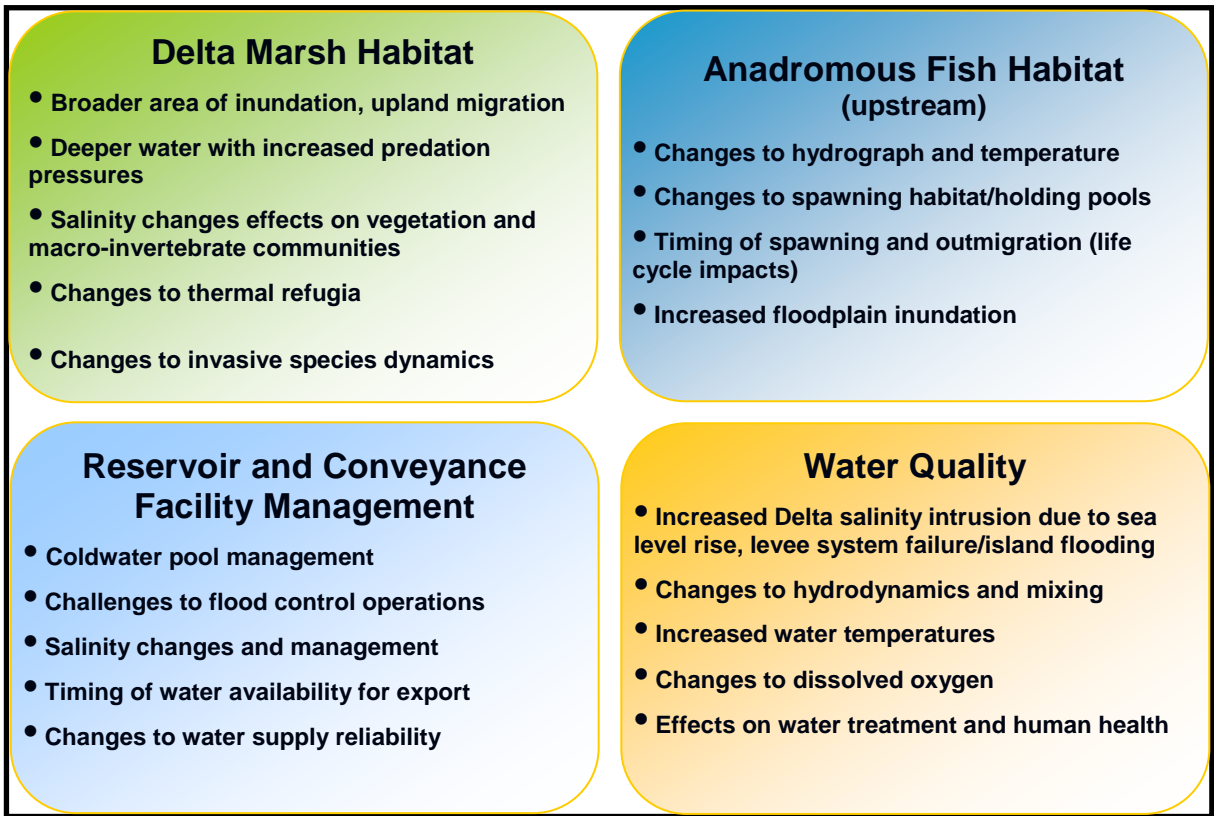 Delta Marsh Habitat
• Broader area of inundation, upland migration
• Deeper water with increased predation
pressures
• Salinity changes effects on vegetation and
macro-invertebrate communities
• Changes to thermal refugia
• Changes to invasive species dynamics
Anadromous Fish Habitat
(upstream)
• Changes to hydrograph and temperature
• Changes to spawning habitat/holding pools
• Timing of spawning and outmigration (life
cycle impacts)
• Increased floodplain inundation
Reservoir and Conveyance
Facility Management
• Coldwater pool management
• Challenges to flood control operations
• Salinity changes and management
• Timing of water availability for export
• Changes to water supply reliability
Water Quality
• Increased Delta salinity intrusion due to sea
level rise, levee system failure/island flooding
• Changes to hydrodynamics and mixing
• Increased water temperatures
• Changes to dissolved oxygen
• Effects on water treatment and human health